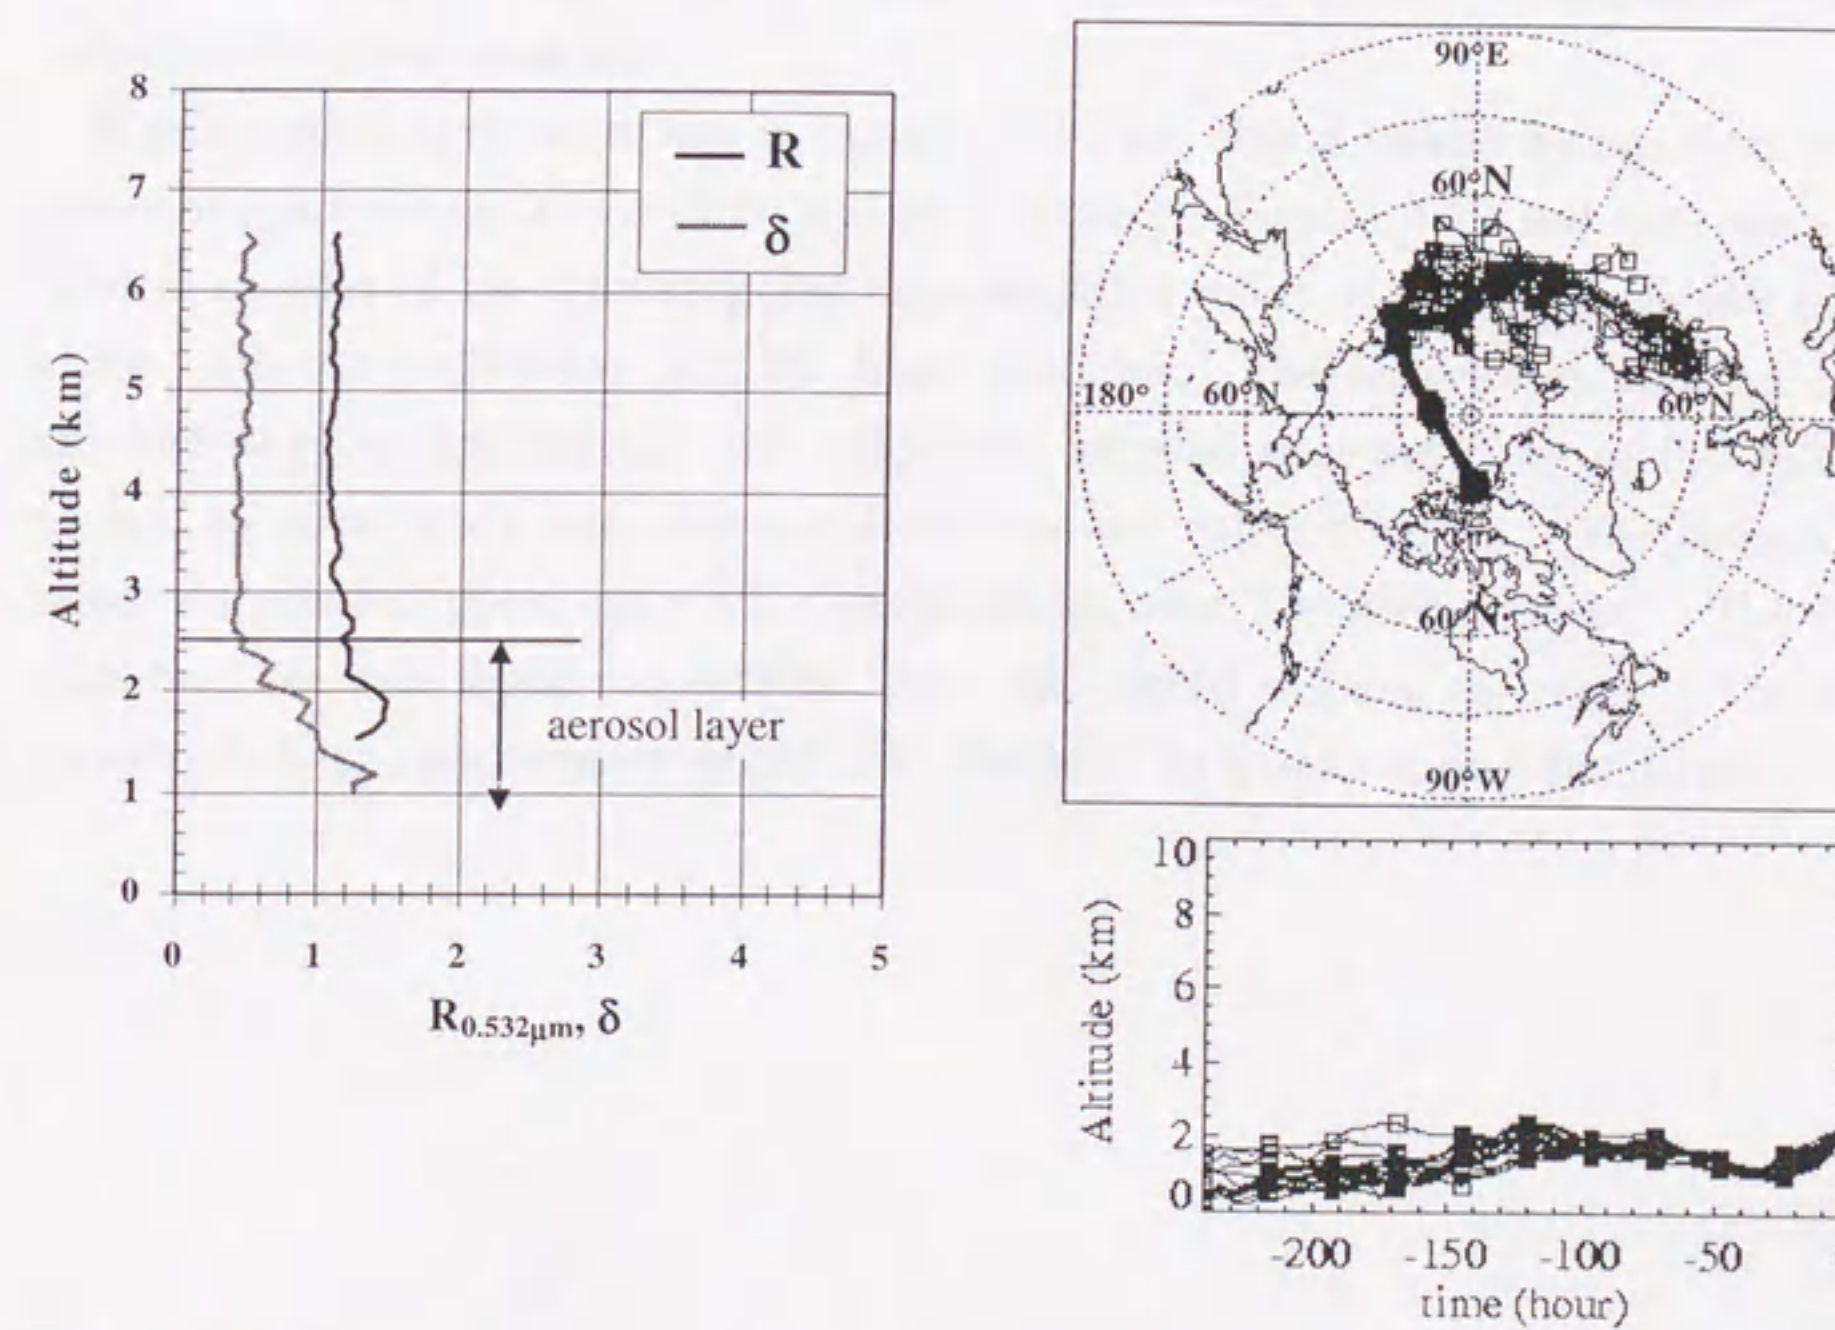 8
7
6
5
4
3
2
1
0
Altitude (km)
R
δ
aerosol layer
0 1 2 3 4 5
R0.532μm, δ
90°E
60°N
180° 60°N 60°N
60°N
90°W
10
8
6
4
2
0
Altitude (km)
-200 -150 -100 -50
time (hour)